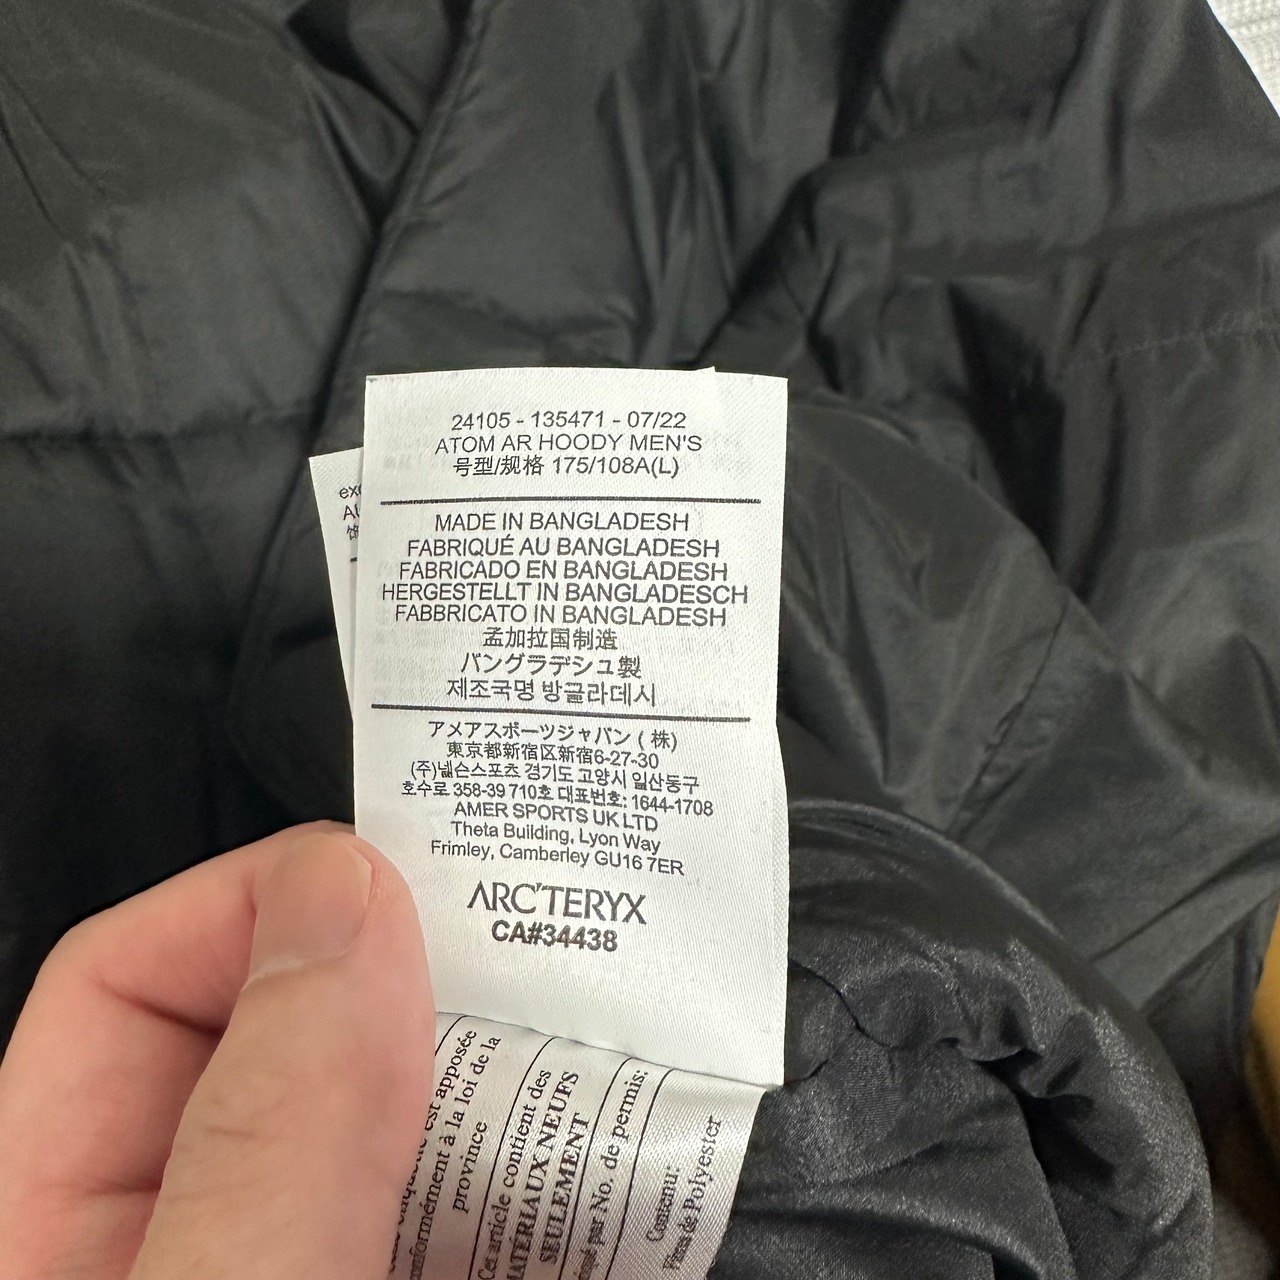 24105 - 135471 - 07/22
ATOM AR HOODY MEN'S
号型/规格 175/108A(L)
MADE IN BANGLADESH
FABRIQUÉ AU BANGLADESH
FABRICADO EN BANGLADESH
HERGESTELLT IN BANGLADESCH
FABBRICATO IN BANGLADESH
孟加拉国制造
バングラデシュ製
제조국명 방글라데시
アメアスポーツジャパン ( 株)
東京都新宿区新宿6-27-30
(주)넬슨스포츠 경기도 고양시 일산동구
호수로 358-39 710호 대표번호: 1644-1708
AMER SPORTS UK LTD
Theta Building, Lyon Way
Frimley, Camberley GU16 7ER
ARC'TERYX
CA#34438
est apposée
conformément à la loi de la
province
Cet article contient des
MATÉRIAUX NEUFS
SEULEMENT
par No. de permis:
Contenu:
Fibres de Polyester